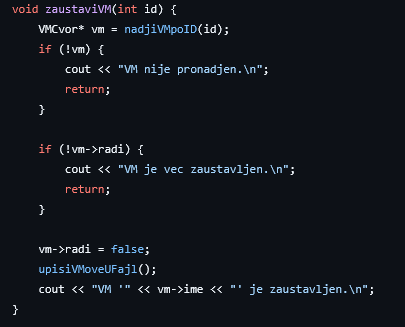 void zaustaviVM(int id) {
    VMCvor* vm = nadjiVMpoID(id);
    if (!vm) {
        cout << "VM nije pronadjen.\n";
        return;
    }

    if (!vm->radi) {
        cout << "VM je vec zaustavljen.\n";
        return;
    }

    vm->radi = false;
    upisiVMoveUFajl();
    cout << "VM '" << vm->ime << "' je zaustavljen.\n";
}